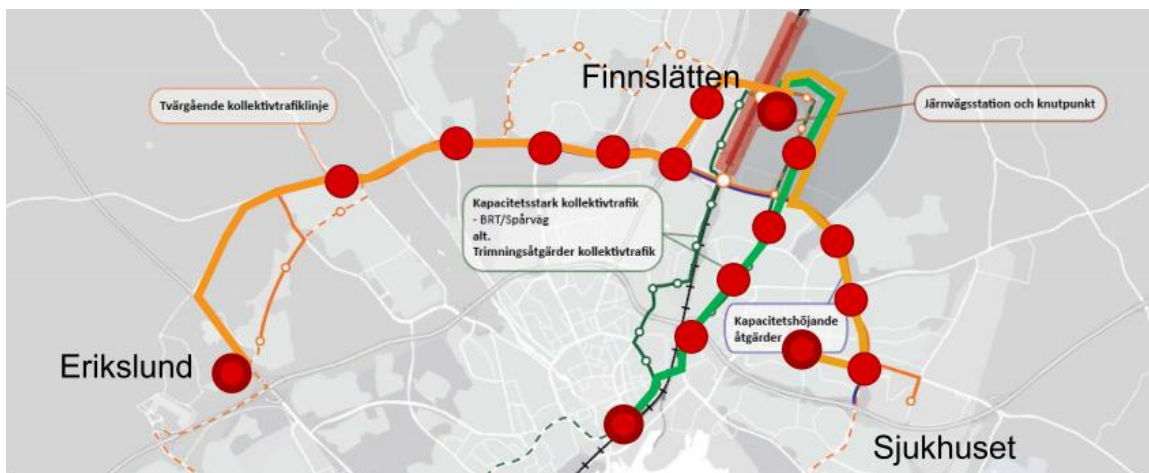 Finnslätten
Tvärgående kollektivtrafiklinje
Järnvägsstation och knutpunkt
Kapacitetsstark kollektivtrafik
- BRT/Spårväg
alt.
Trimningsåtgärder kollektivtrafik
Kapacitetshöjande
åtgärder
Erikslund
Sjukhuset